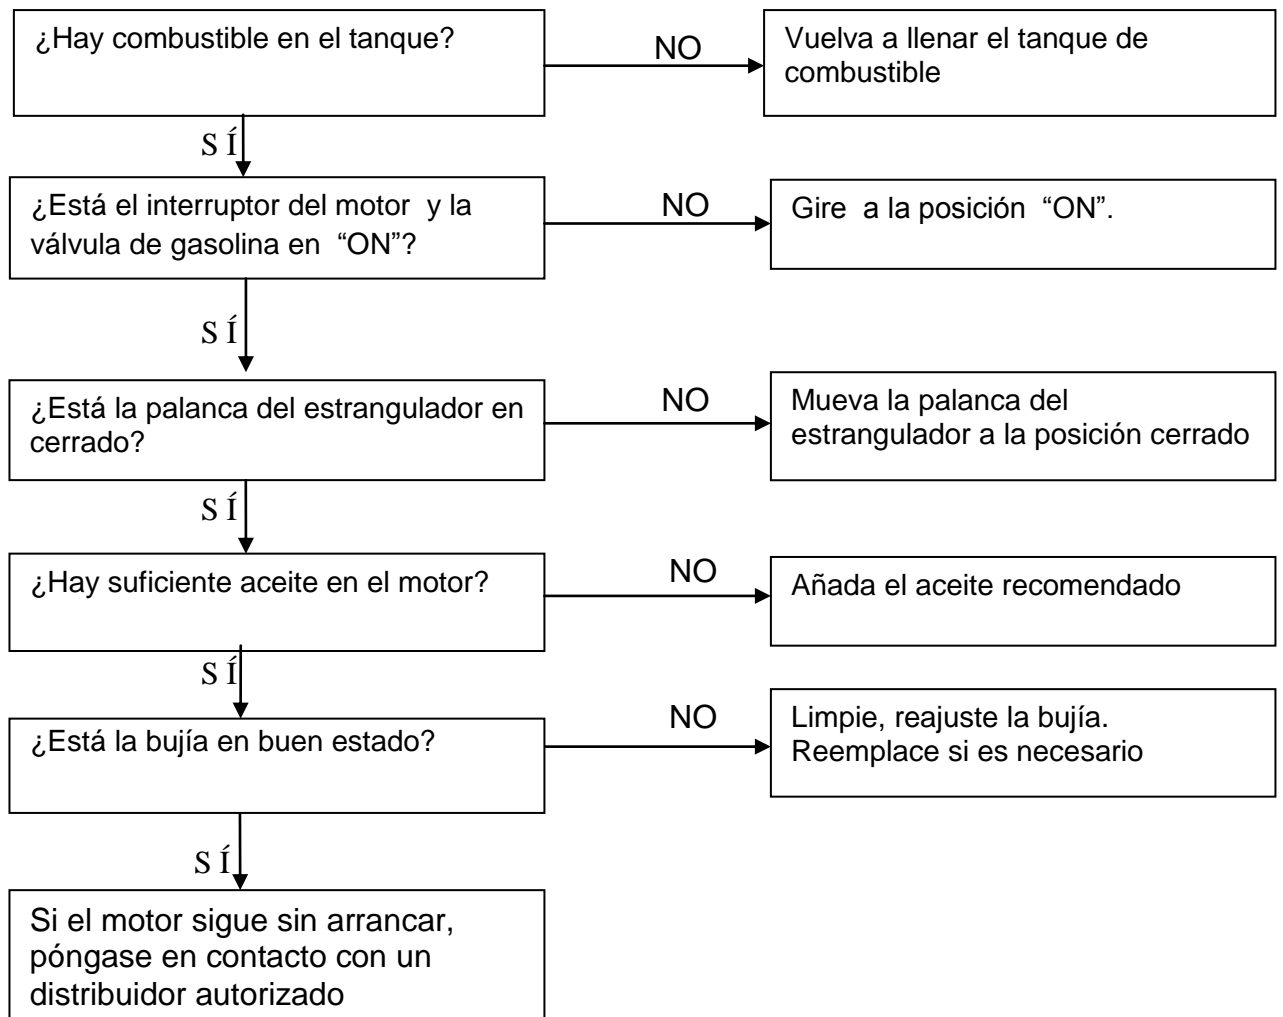 ¿Hay combustible en el tanque?
NO
Vuelva a llenar el tanque de
combustible
S Í
¿Está el interruptor del motor y la
válvula de gasolina en “ON”?
NO
Gire a la posición “ON”.
S Í
¿Está la palanca del estrangulador en
cerrado?
NO
Mueva la palanca del
estrangulador a la posición cerrado
S Í
¿Hay suficiente aceite en el motor?
NO
Añada el aceite recomendado
S Í
¿Está la bujía en buen estado?
NO
Limpie, reajuste la bujía.
Reemplace si es necesario
S Í
Si el motor sigue sin arrancar,
póngase en contacto con un
distribuidor autorizado